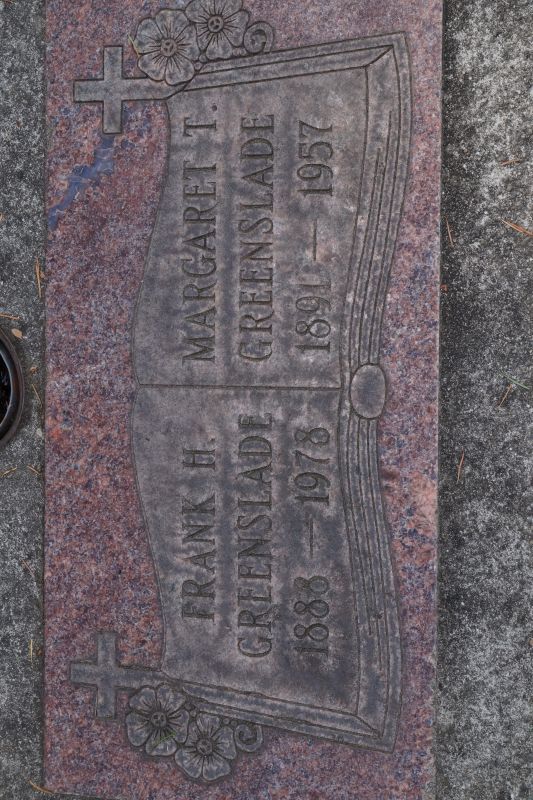 FRANK H.
GREENSLADE
1888 — 1978
MARGARET T.
GREENSLADE
1891 — 1957